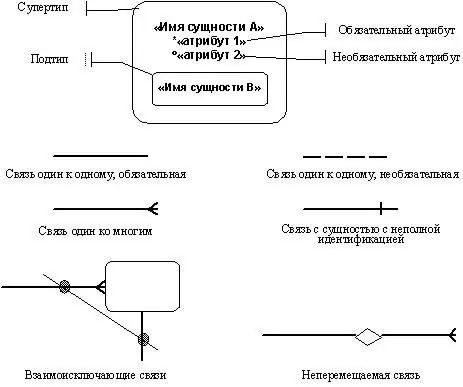 Супертип
«Имя сущности А»
*«атрибут 1»
Обязательный атрибут
°«атрибут 2»
Необязательный атрибут
Подтип
«Имя сущности В»
Связь один к одному, обязательная
Связь один к одному, необязательная
Связь один ко многим
Связь с сущностью с неполной
идентификацией
Взаимоисключающие связи
Неперемещаемая связь